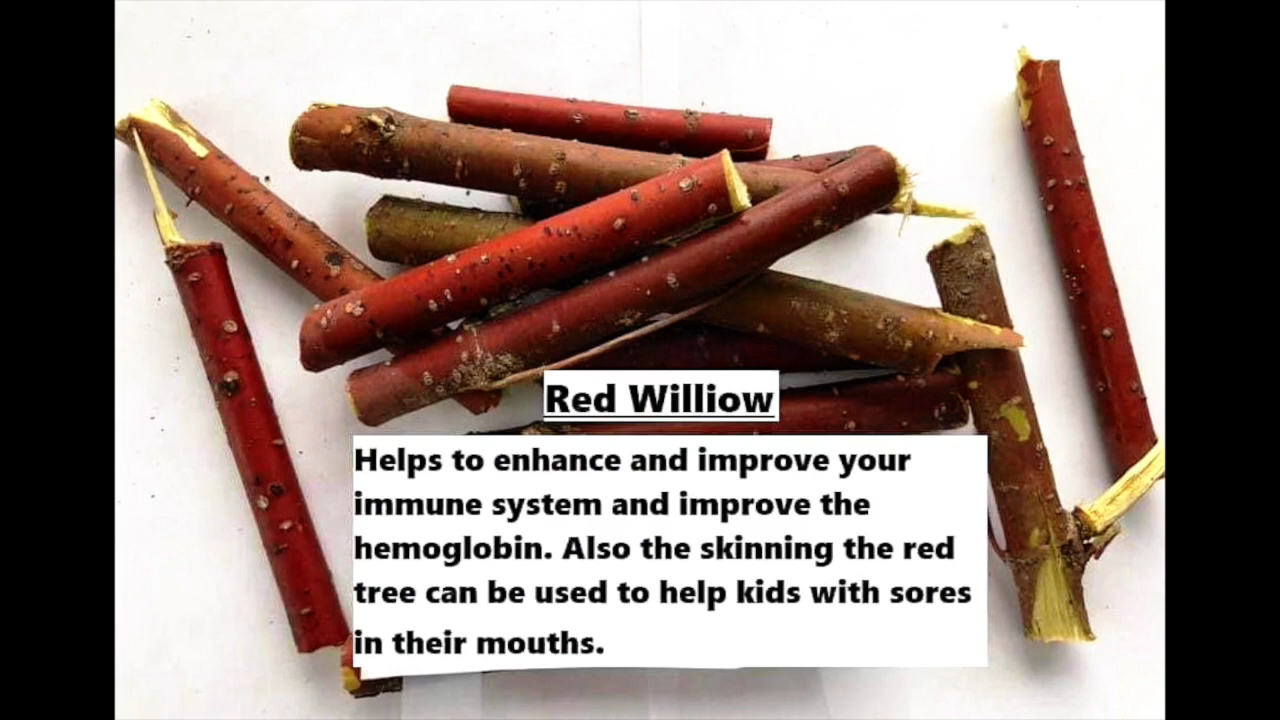 Red Williow
Helps to enhance and improve your
immune system and improve the
hemoglobin. Also the skinning the red
tree can be used to help kids with sores
in their mouths.